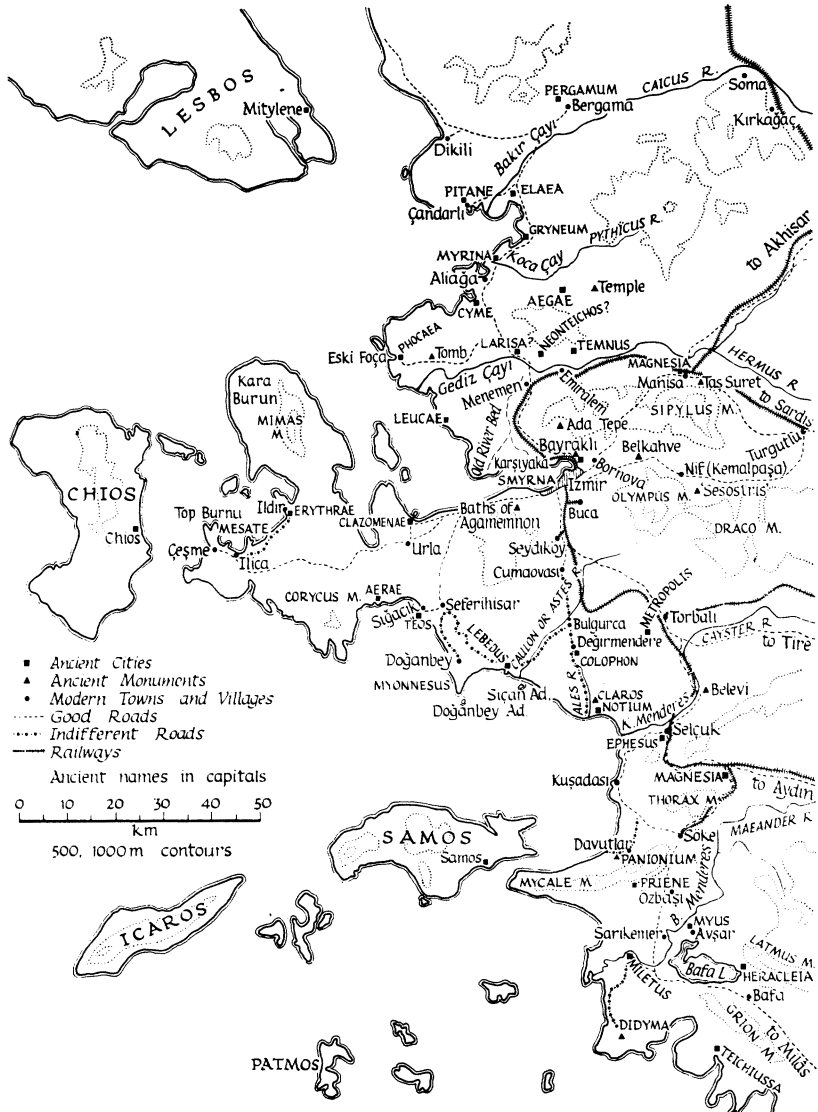 LESBOS
Mitylene
PERGAMUM
Bergama
CAICUS R.
Soma
Kırkağaç
Dikili
Bakır Çayı
PITANE
ELAEA
Çandarlı
GRYNEUM
PYTHICUS R.
MYRINA
Koca Çay
to Akhisar
Aliağa
AEGAE
Temple
CYME
NEONTEICHOS?
PHOCAEA
LARISA?
TEMNUS
Eski Foça
Tomb
MAGNESIA
HERMUS R
Gediz Çayı
Manisa
Taş Suret
Kara
Burun
Menemen
Emirâlem
to Sardis
MIMAS
M.
LEUCAE
SIPYLUS M.
Old River Bed
Ada Tepe
Turgutlu
Bayraklı
Belkahve
Karşıyaka
Bornova
Nif (Kemalpaşa)
CHIOS
SMYRNA
İzmir
OLYMPUS M.
'Sesostris'
Top Burnu
Ildır
ERYTHRAE
Baths of
Agamemnon
Buca
Chios
MESATE
CLAZOMENAE
DRACO M.
Çeşme
Ilıca
Urla
Seydiköy
Cumaovası
CORYCUS M.
AERAE
METROPOLIS
Sığacık
Seferihisar
CALLON OR ASTES R.
Torbalı
TEOS
LEBEDUS
Bulgurca
CAYSTER R
Değirmendere
to Tire
Doğanbey
COLOPHON
MYONNESUS
Sıçan Ad.
ALES R.
CLAROS
Belevi
Doğanbey Ad.
NOTIUM
K. Menderes
Selçuk
EPHESUS
Ancient Cities
Ancient Monuments
Modern Towns and Villages
Good Roads
Indifferent Roads
Railways
Ancient names in capitals
0 10 20 30 40 50
km
500, 1000m contours
Kuşadası
MAGNESIA
to Aydın
THORAX M.
SAMOS
Söke
MAEANDER R
Samos
Davutlar
PANIONIUM
MYCALE M
PRIENE
Özbaşı
B. Menderes
ICAROS
MYUS
Sarıkemer
Avşar
LATMUS M.
MILETUS
Bafa L
HERACLEIA
Bafa
GRION M.
to Milâs
DIDYMA
PATMOS
TEICHIUSSA